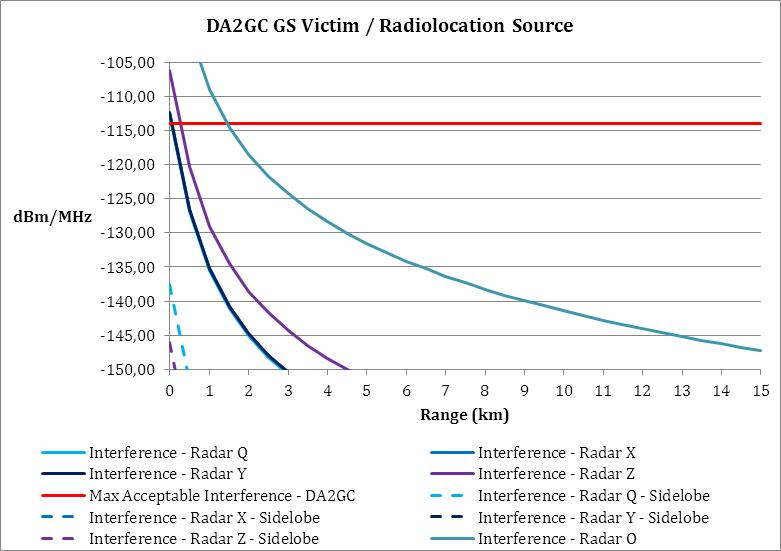 DA2GC GS Victim / Radiolocation Source
-105,00
-110,00
-115,00
-120,00
-125,00
dBm/MHz
-130,00
-135,00
-140,00
-145,00
-150,00
0 1 2 3 4 5 6 7 8 9 10 11 12 13 14 15
Range (km)
Interference - Radar Q
Interference - Radar X
Interference - Radar Y
Interference - Radar Z
Max Acceptable Interference - DA2GC
Interference - Radar Q - Sidelobe
Interference - Radar X - Sidelobe
Interference - Radar Y - Sidelobe
Interference - Radar Z - Sidelobe
Interference - Radar O